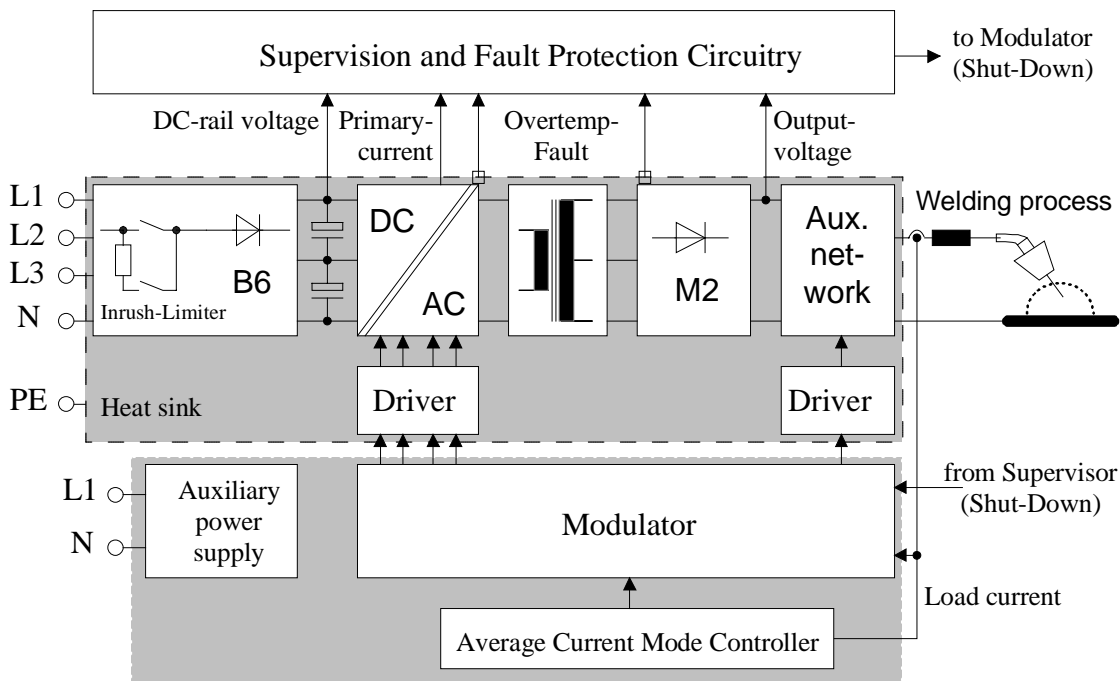 Supervision and Fault Protection Circuitry
to Modulator
(Shut-Down)
DC-rail voltage
Primary-
current
Overtemp-
Fault
Output-
voltage
L1
L2
L3
N
PE
Inrush-Limiter
B6
DC
AC
M2
Aux.
net-
work
Welding process
Heat sink
Driver
Driver
L1
N
Auxiliary
power
supply
Modulator
from Supervisor
(Shut-Down)
Load current
Average Current Mode Controller